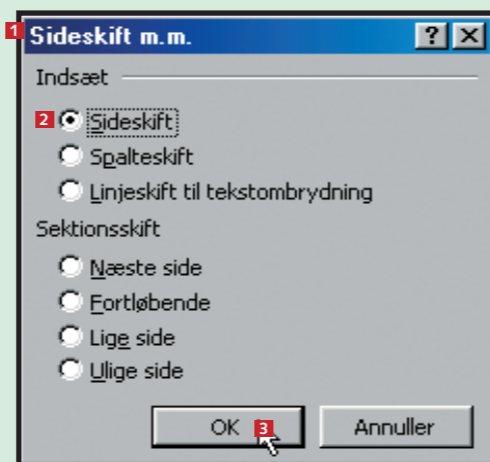 1 Sideskift m.m. ? ×
Indsæt
2 Sideskift
Spalteskift
Linjeskift til tekstombrydning
Sektionsskift
Næste side
Fortløbende
Lige side
Ulige side
OK 3 Annuller